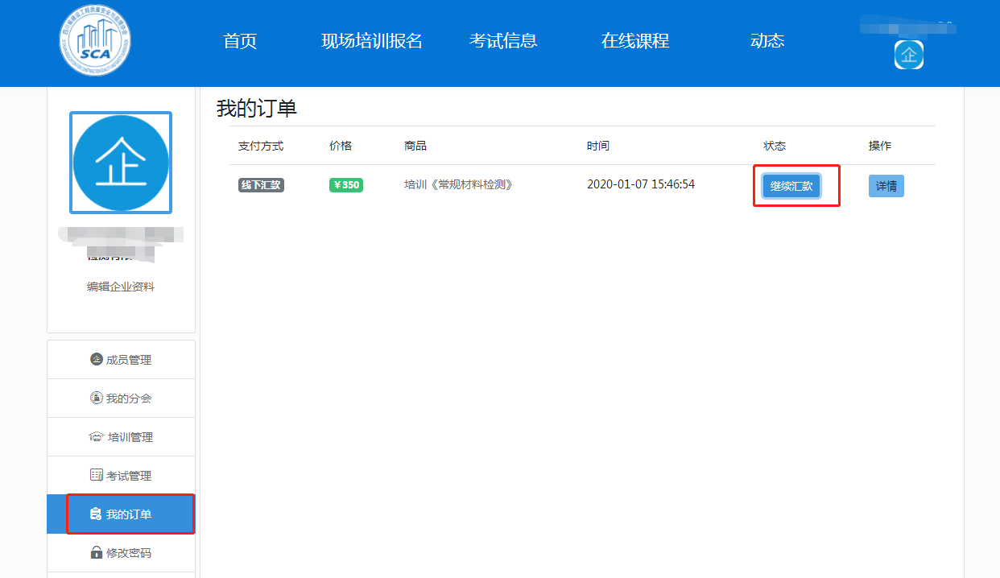 SCA
首页
现场培训报名
考试信息
在线课程
动态
企
企
编辑企业资料
成员管理
我的分会
培训管理
考试管理
我的订单
修改密码
我的订单
支付方式 价格 商品 时间 状态 操作
线下汇款 ¥350 培训《常规材料检测》 2020-01-07 15:46:54 继续汇款 详情